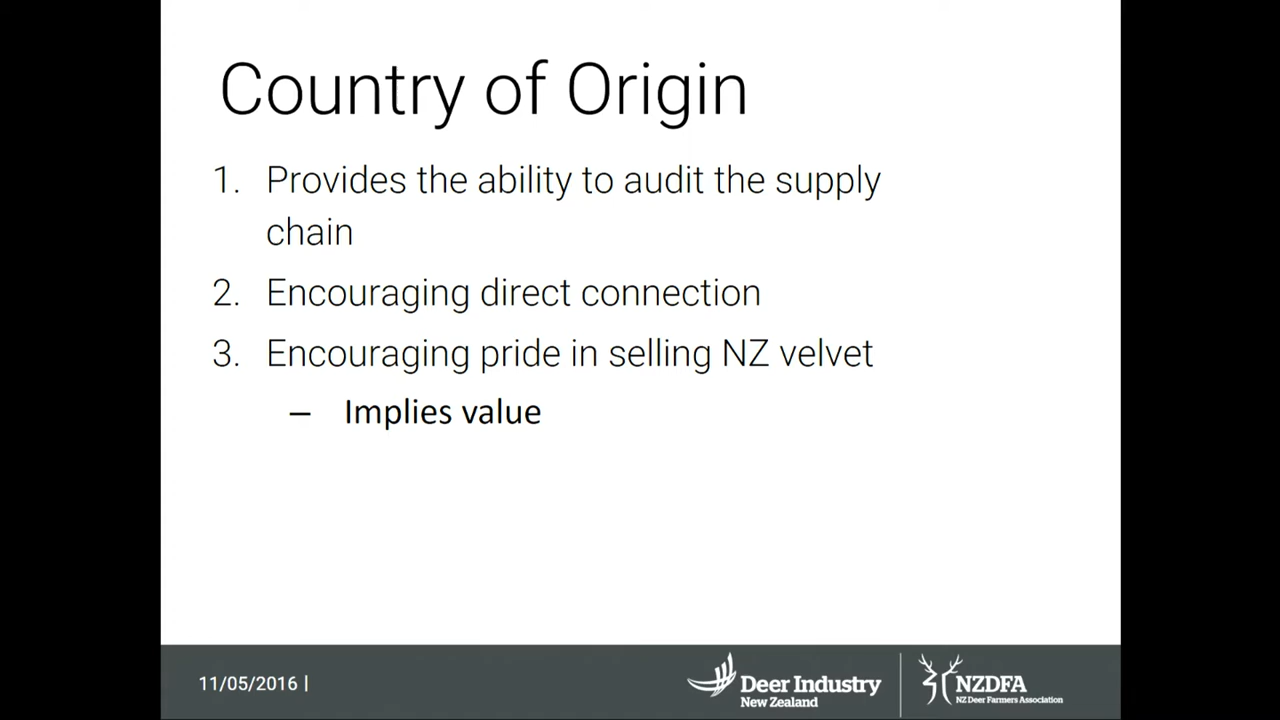 Country of Origin
1. Provides the ability to audit the supply
chain
2. Encouraging direct connection
3. Encouraging pride in selling NZ velvet
– Implies value
11/05/2016 |
Deer Industry
New Zealand
NZDFA
NZ Deer Farmers Association